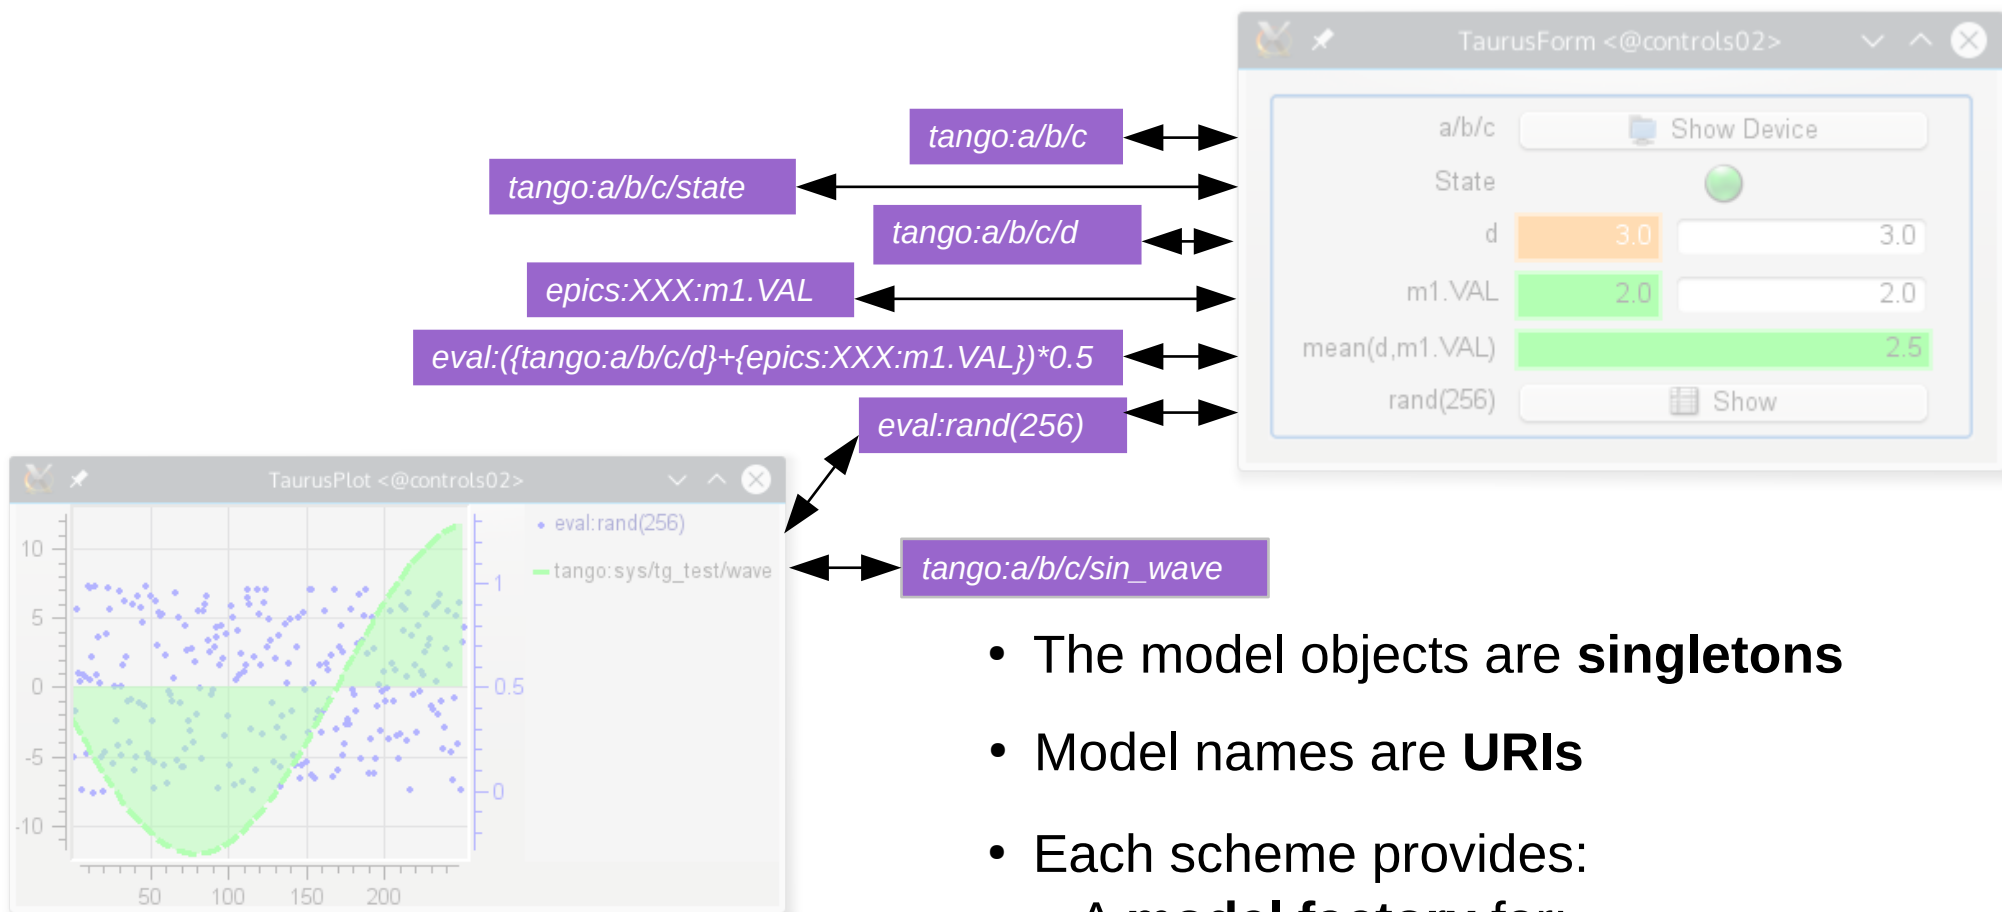 TaurusForm <@controls02>
a/b/c Show Device
State
d 3.0 3.0
m1.VAL 2.0 2.0
mean(d,m1.VAL) 2.5
rand(256) Show
tango:a/b/c
tango:a/b/c/state
tango:a/b/c/d
epics:XXX:m1.VAL
eval:({tango:a/b/c/d}+{epics:XXX:m1.VAL})*0.5
eval:rand(256)
TaurusPlot <@controls02>
eval:rand(256)
tango:sys/tg_test/wave
10
5
0
-5
-10
1
0.5
0
50 100 150 200
tango:a/b/c/sin_wave
• The model objects are singletons
• Model names are URIs
• Each scheme provides:
A model factory for: